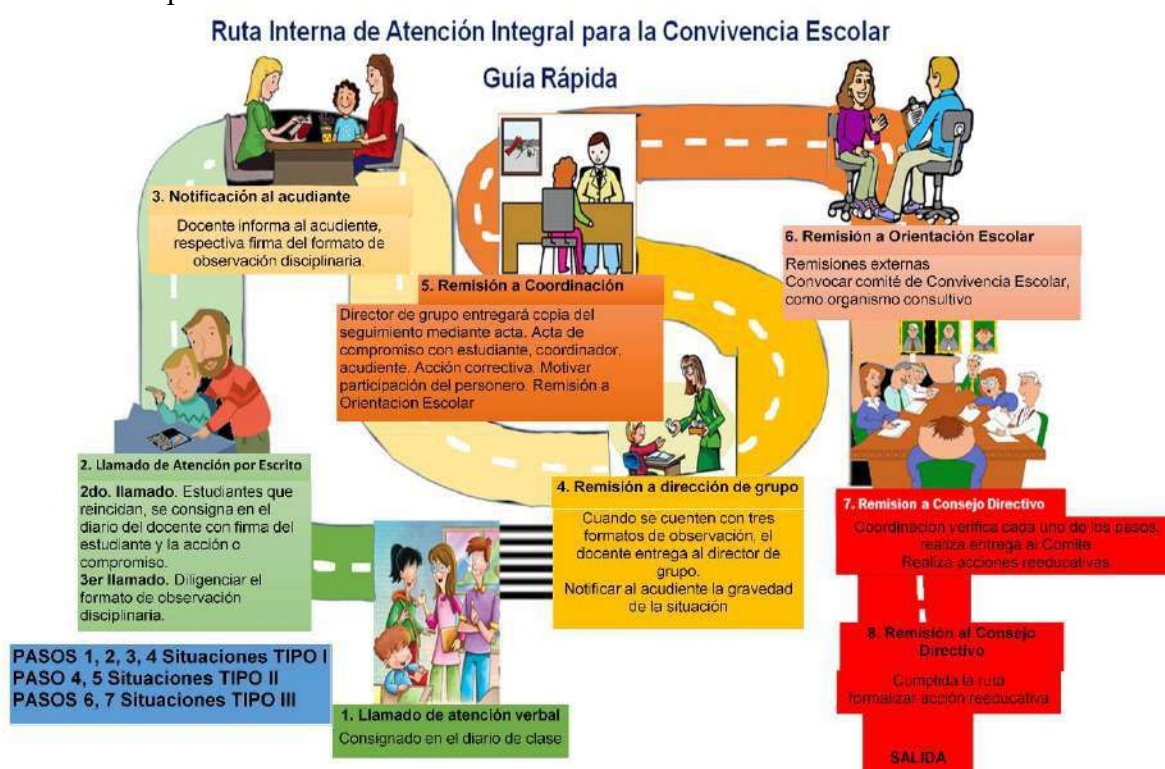 Ruta Interna de Atención Integral para la Convivencia Escolar
Guía Rápida
3. Notificación al acudiante
Docente informa al acudiente,
respectiva firma del formato de
observación disciplinaria.
5. Remisión a Coordinación
Director de grupo entregará copia del
seguimiento mediante acta. Acta de
compromiso con estudiante, coordinador,
acudiente. Acción correctiva. Motivar
participación del personero. Remisión a
Orientacion Escolar
6. Remisión a Orientación Escolar
Remisiones externas
Convocar comité de Convivencia Escolar,
como organismo consultivo
2. Llamado de Atención por Escrito
2do. llamado. Estudiantes que
reincidan, se consigna en el
diario del docente con firma del
estudiante y la acción o
compromiso.
3er llamado. Diligenciar el
formato de observación
disciplinaria.
4. Remisión a dirección de grupo
Cuando se cuenten con tres
formatos de observación, el
docente entrega al director de
grupo.
Notificar al acudiente la gravedad
de la situación
7. Remision a Consejo Directivo
Coordinacion verifica cada uno de los pasos,
realiza entrega al Comite
Realiza acciones reeducativas
8. Remisión al Consejo
Directivo
Cumplida la ruta
formalizar acción reeducativa
SALIDA
PASOS 1, 2, 3, 4 Situaciones TIPO I
PASO 4, 5 Situaciones TIPO II
PASOS 6, 7 Situaciones TIPO III
1. Llamado de atención verbal
Consignado en el diario de clase